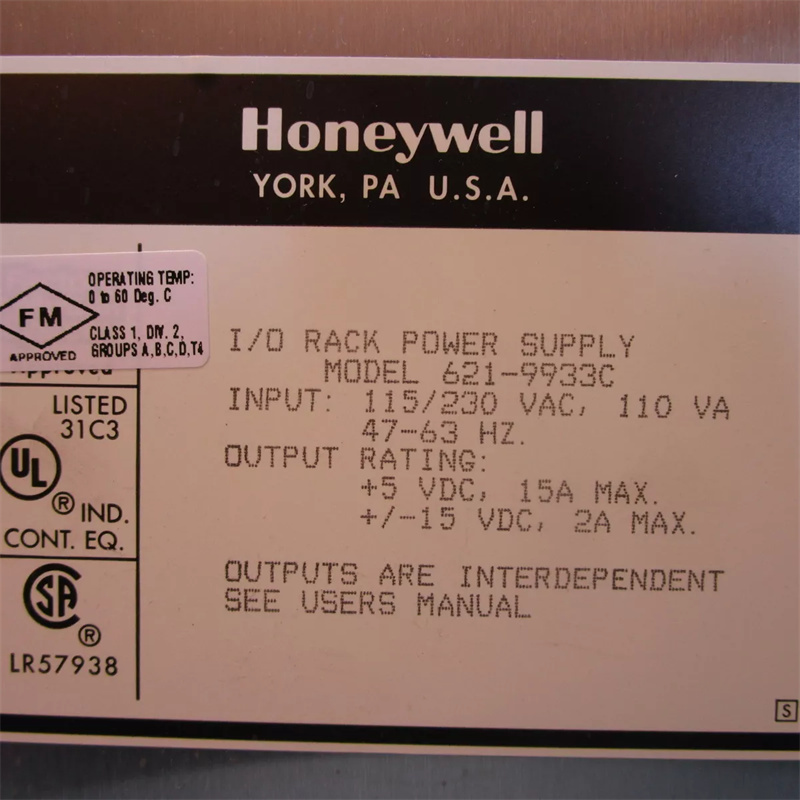 Honeywell
YORK, PA U.S.A.
FM
APPROVED
OPERATING TEMP:
0 to 60 Deg. C
CLASS 1, DIV. 2,
GROUPS A,B,C,D,T4
Approved
LISTED
31C3
UL
® IND.
CONT. EQ.
SA
®
LR57938
I/O RACK POWER SUPPLY
MODEL 621-9933C
INPUT: 115/230 VAC, 110 VA
47-63 HZ.
OUTPUT RATING:
+5 VDC, 15A MAX.
+/-15 VDC, 2A MAX.
OUTPUTS ARE INTERDEPENDENT
SEE USERS MANUAL
S